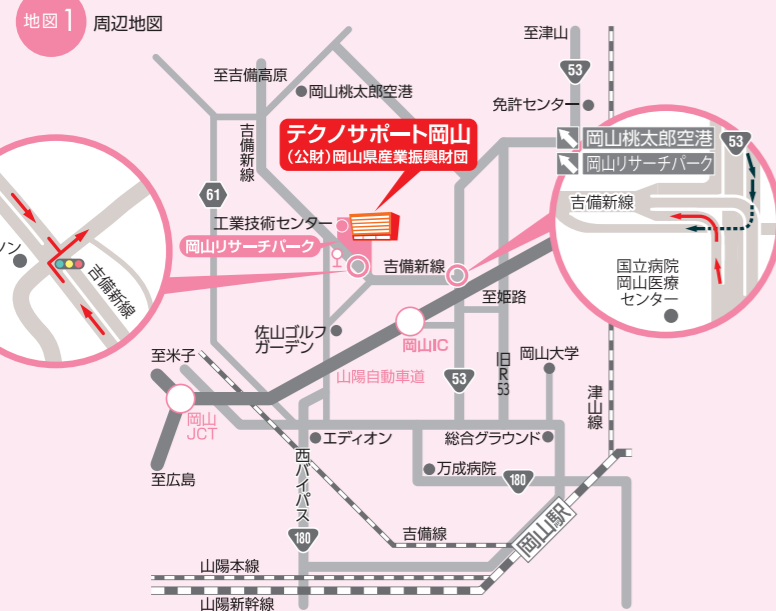 地図1
周辺地図
至津山
53
至吉備高原
岡山桃太郎空港
免許センター
吉備新線
テクノサポート岡山
(公財)岡山県産業振興財団
岡山桃太郎空港
53
岡山リサーチパーク
61
工業技術センター
岡山リサーチパーク
吉備新線
国立病院
岡山医療
センター
ソン
吉備新線
吉備新線
至姫路
佐山ゴルフ
ガーデン
岡山IC
旧R53
岡山大学
至米子
山陽自動車道
53
津山線
岡山
JCT
エディオン
総合グラウンド
西バイパス
万成病院
180
至広島
180
吉備線
岡山駅
山陽本線
山陽新幹線